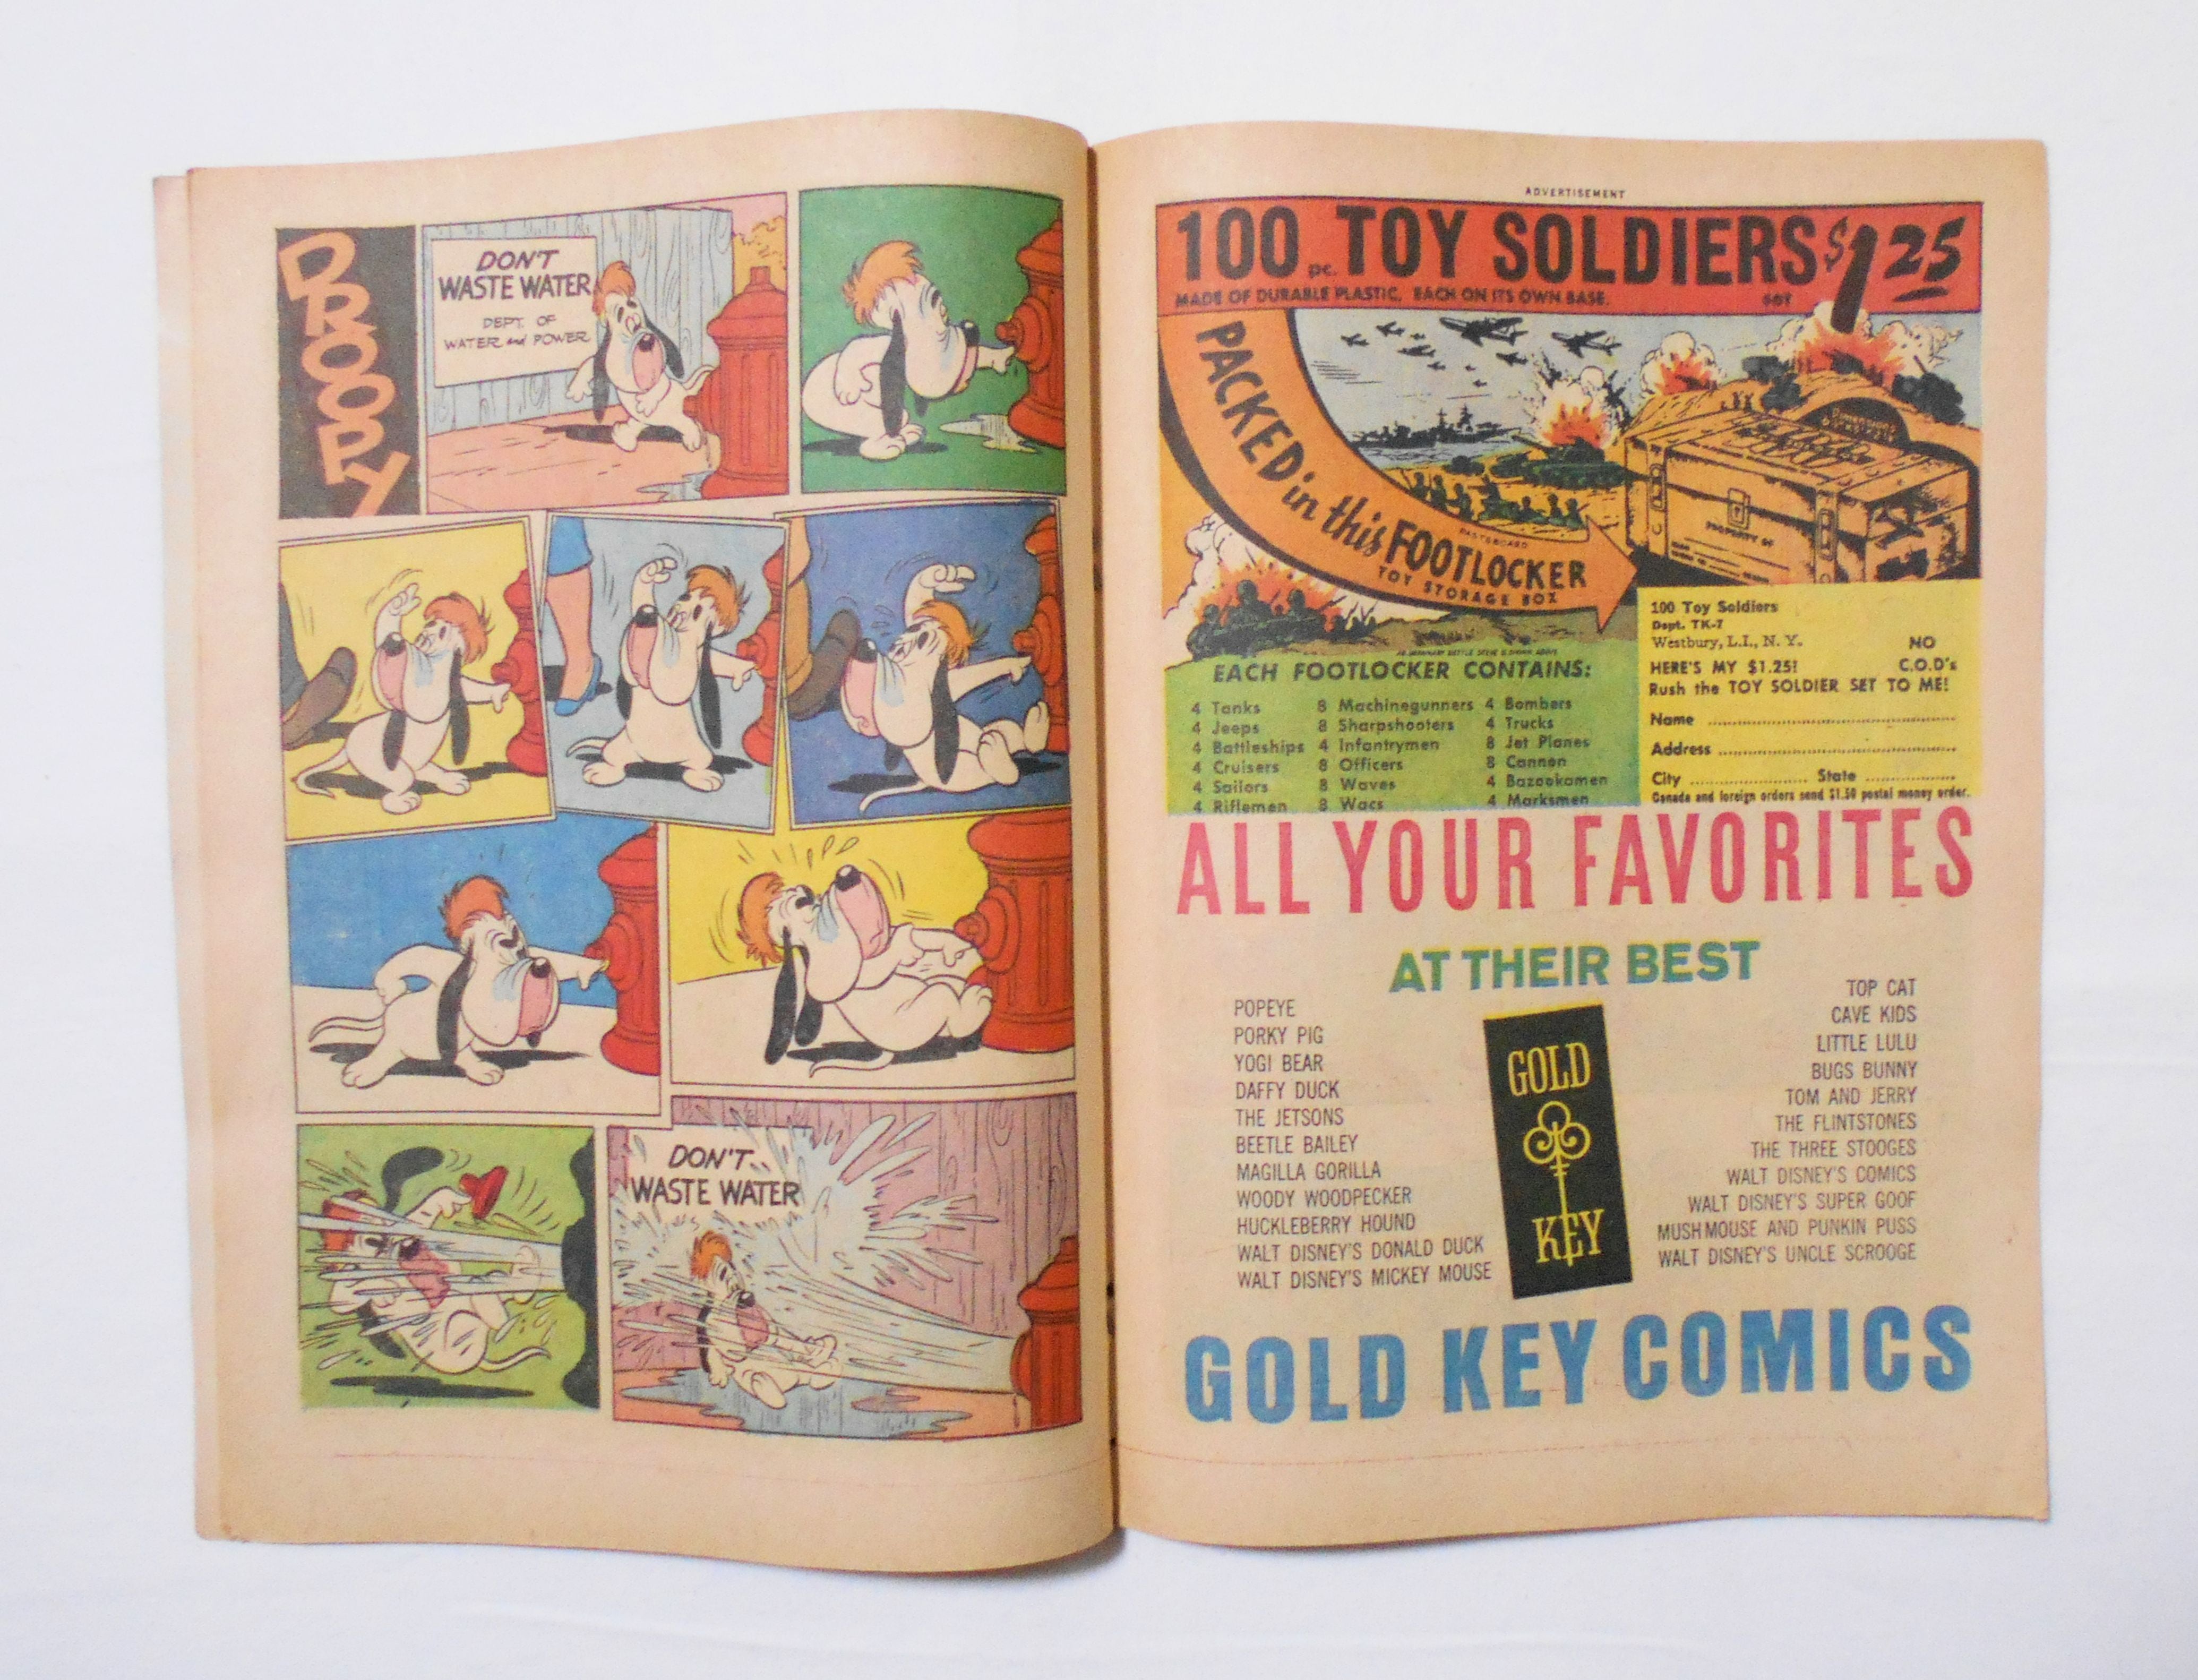 DROOPY
DON'T
WASTE WATER
DEPT. OF
WATER and POWER
DON'T
WASTE WATER
ADVERTISEMENT
100 pc. TOY SOLDIERS $1 25
MADE OF DURABLE PLASTIC, EACH ON ITS OWN BASE.
PACKED in this FOOTLOCKER
PASTEBOARD
TOY STORAGE BOX
PROPERTY OF
EACH FOOTLOCKER CONTAINS:
4 Tanks
4 Jeeps
4 Battleships
4 Cruisers
4 Sailors
4 Riflemen
8 Machinegunners
8 Sharpshooters
4 Infantrymen
8 Officers
8 Waves
8 Wacs
4 Bombers
4 Trucks
8 Jet Planes
8 Cannon
4 Bazookamen
4 Marksmen
100 Toy Soldiers
Dept. TK-7
Westbury, L.I., N. Y.
NO
C.O.D's
HERE'S MY $1.25!
Rush the TOY SOLDIER SET TO ME!
Name
Address
City State
Canada and foreign orders send $1.50 postal money order.
ALL YOUR FAVORITES
AT THEIR BEST
POPEYE
PORKY PIG
YOGI BEAR
DAFFY DUCK
THE JETSONS
BEETLE BAILEY
MAGILLA GORILLA
WOODY WOODPECKER
HUCKLEBERRY HOUND
WALT DISNEY'S DONALD DUCK
WALT DISNEY'S MICKEY MOUSE
GOLD
KEY
TOP CAT
CAVE KIDS
LITTLE LULU
BUGS BUNNY
TOM AND JERRY
THE FLINTSTONES
THE THREE STOOGES
WALT DISNEY'S COMICS
WALT DISNEY'S SUPER GOOF
MUSHMOUSE AND PUNKIN PUSS
WALT DISNEY'S UNCLE SCROOGE
GOLD KEY COMICS